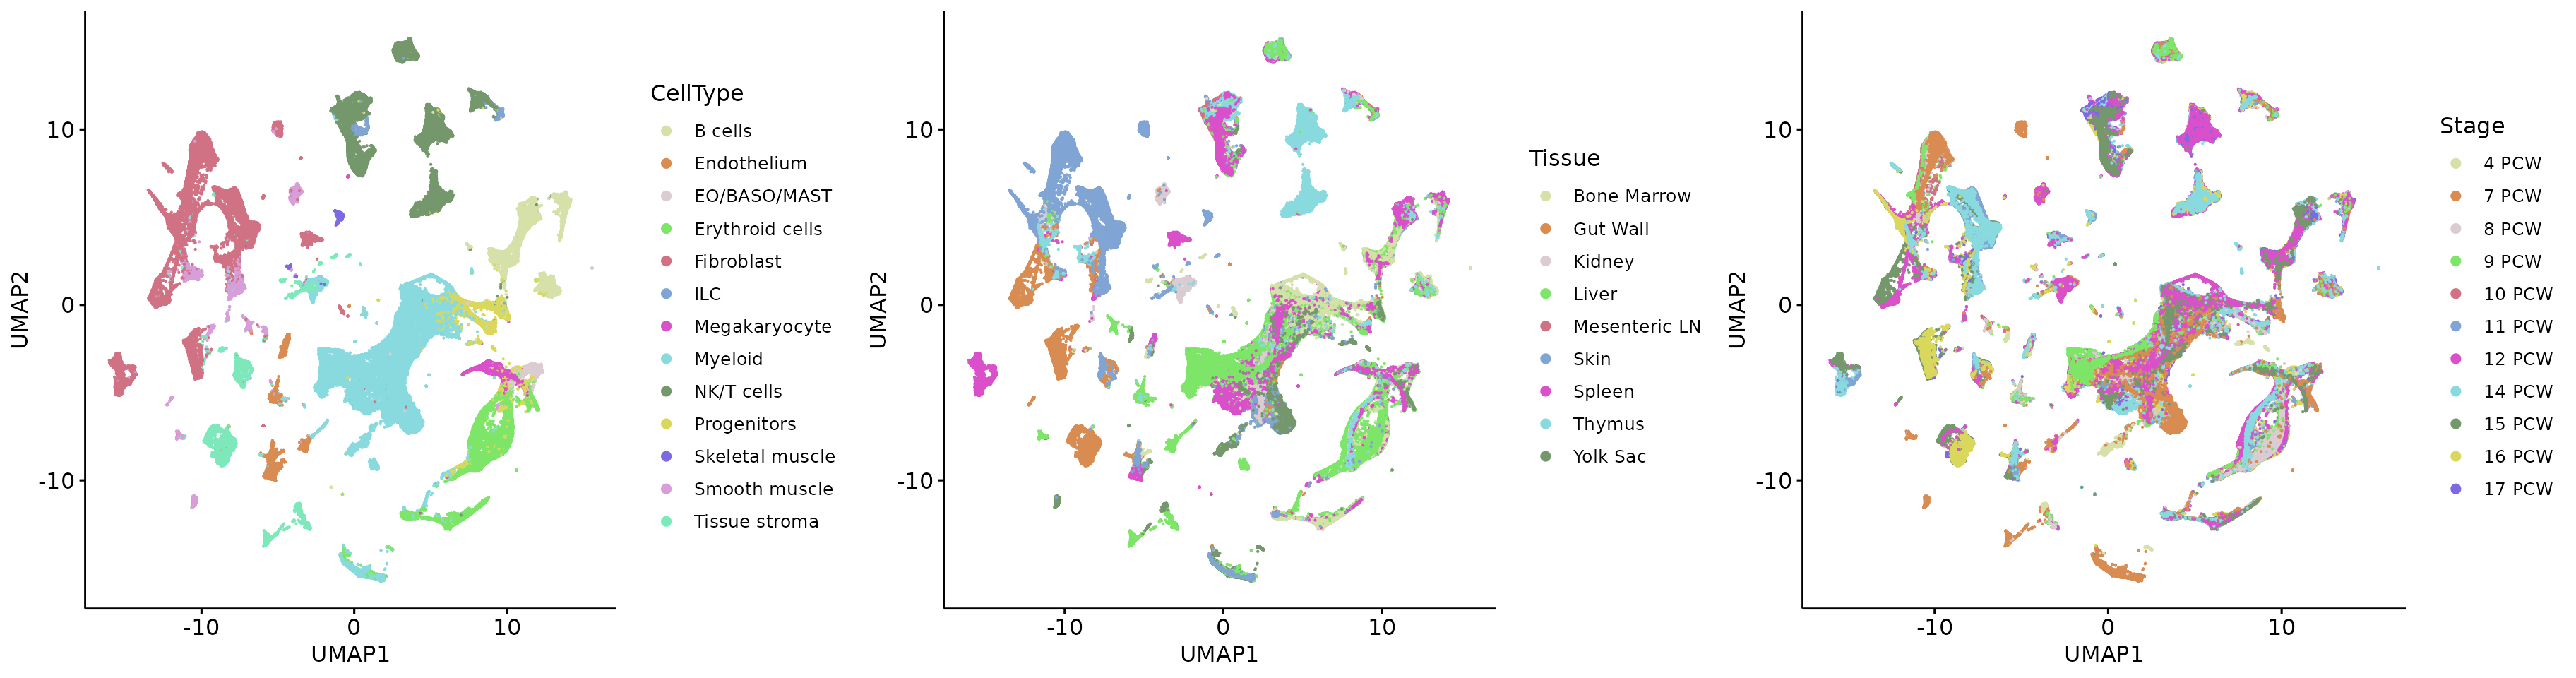 UMAP2
10
0
-10
-10
0
10
UMAP1
CellType
B cells
Endothelium
EO/BASO/MAST
Erythroid cells
Fibroblast
ILC
Megakaryocyte
Myeloid
NK/T cells
Progenitors
Skeletal muscle
Smooth muscle
Tissue stroma
UMAP2
10
0
-10
-10
0
10
UMAP1
Tissue
Bone Marrow
Gut Wall
Kidney
Liver
Mesenteric LN
Skin
Spleen
Thymus
Yolk Sac
UMAP2
10
0
-10
-10
0
10
UMAP1
Stage
4 PCW
7 PCW
8 PCW
9 PCW
10 PCW
11 PCW
12 PCW
14 PCW
15 PCW
16 PCW
17 PCW